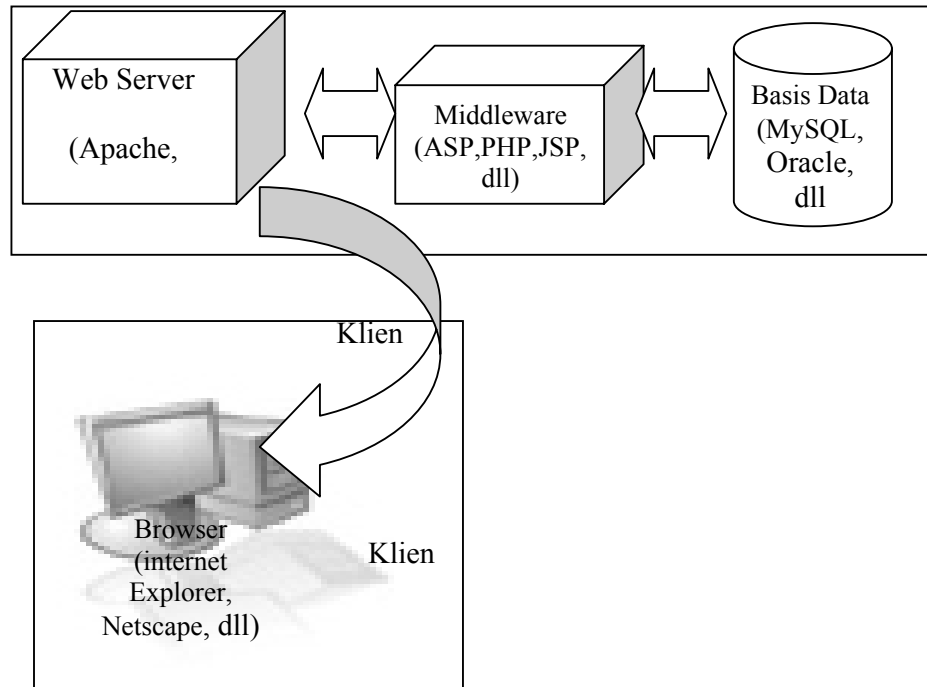 Web Server
(Apache,
Middleware
(ASP,PHP,JSP,
dll)
Basis Data
(MySQL,
Oracle,
dll
Klien
Browser
(internet
Explorer,
Netscape, dll)
Klien